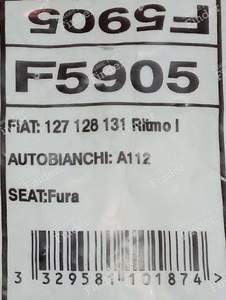 F5905
F5905
FIAT: 127 128 131 Ritmo I
AUTOBIANCHI: A112
SEAT:Fura
3 329581 101874 >